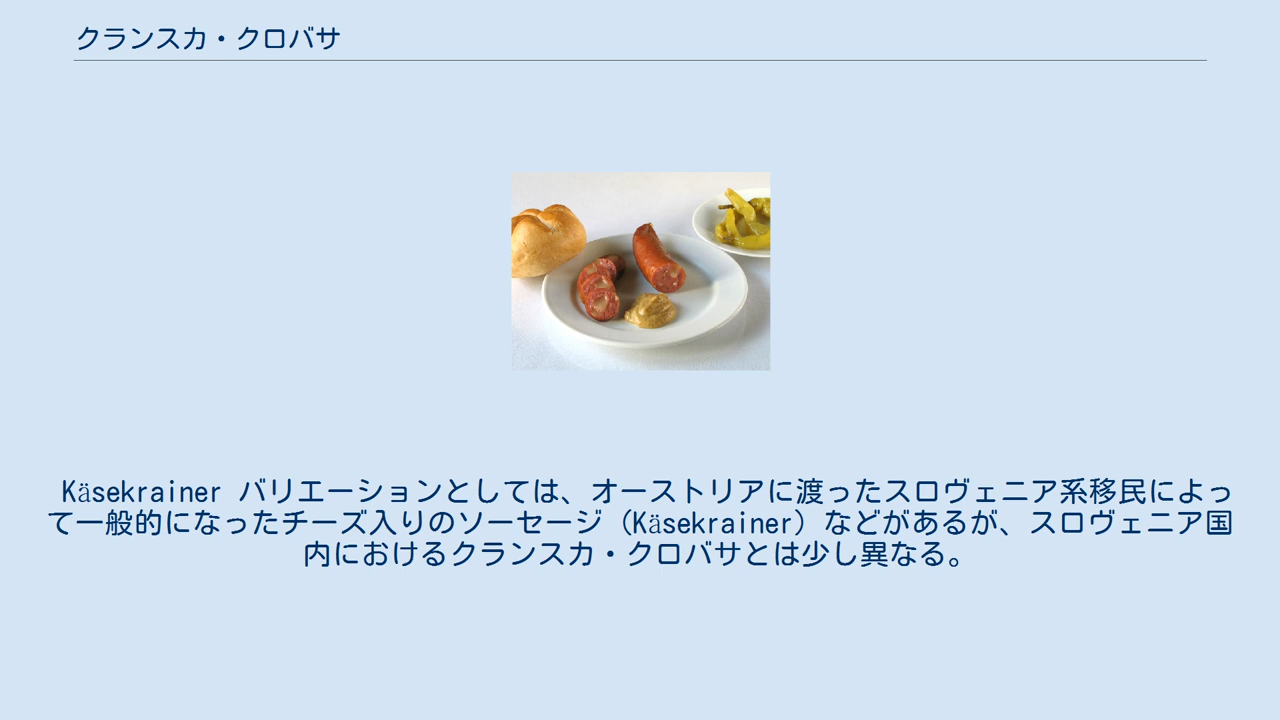 クランスカ・クロバサ
Käsekrainer バリエーションとしては、オーストリアに渡ったスロヴェニア系移民によっ
て一般的になったチーズ入りのソーセージ（Käsekrainer）などがあるが、スロヴェニア国
内におけるクランスカ・クロバサとは少し異なる。